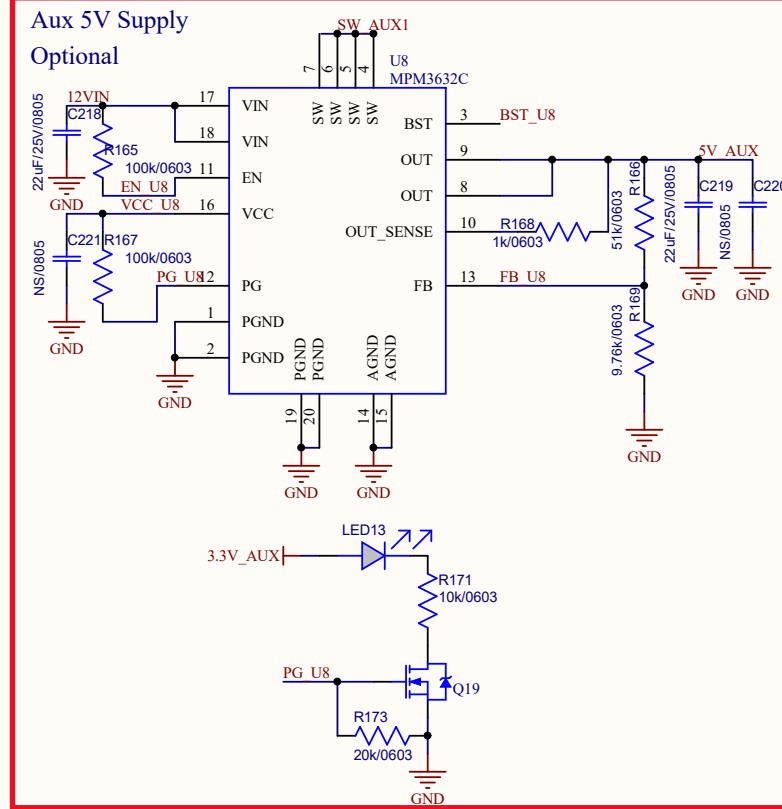 Aux 5V Supply
Optional
SW_AUX1
U8
MPM3632C
7
6
5
4
SW
SW
SW
SW
12VIN
C218
22uF/25V/0805
GND
R165
100k/0603
EN_U8
VCC_U8
C221
NS/0805
GND
R167
100k/0603
PG_U8
17
VIN
18
VIN
11
EN
16
VCC
12
PG
1
PGND
2
PGND
GND
PGND
PGND
19
20
GND
AGND
AGND
14
15
GND
BST
3
BST_U8
OUT
9
OUT
8
OUT_SENSE
10
R168
1k/0603
FB
13
FB_U8
5V_AUX
R166
51k/0603
C219
22uF/25V/0805
GND
C220
NS/0805
GND
R169
9.76k/0603
GND
LED13
3.3V_AUX
R171
10k/0603
PG_U8
Q19
R173
20k/0603
GND